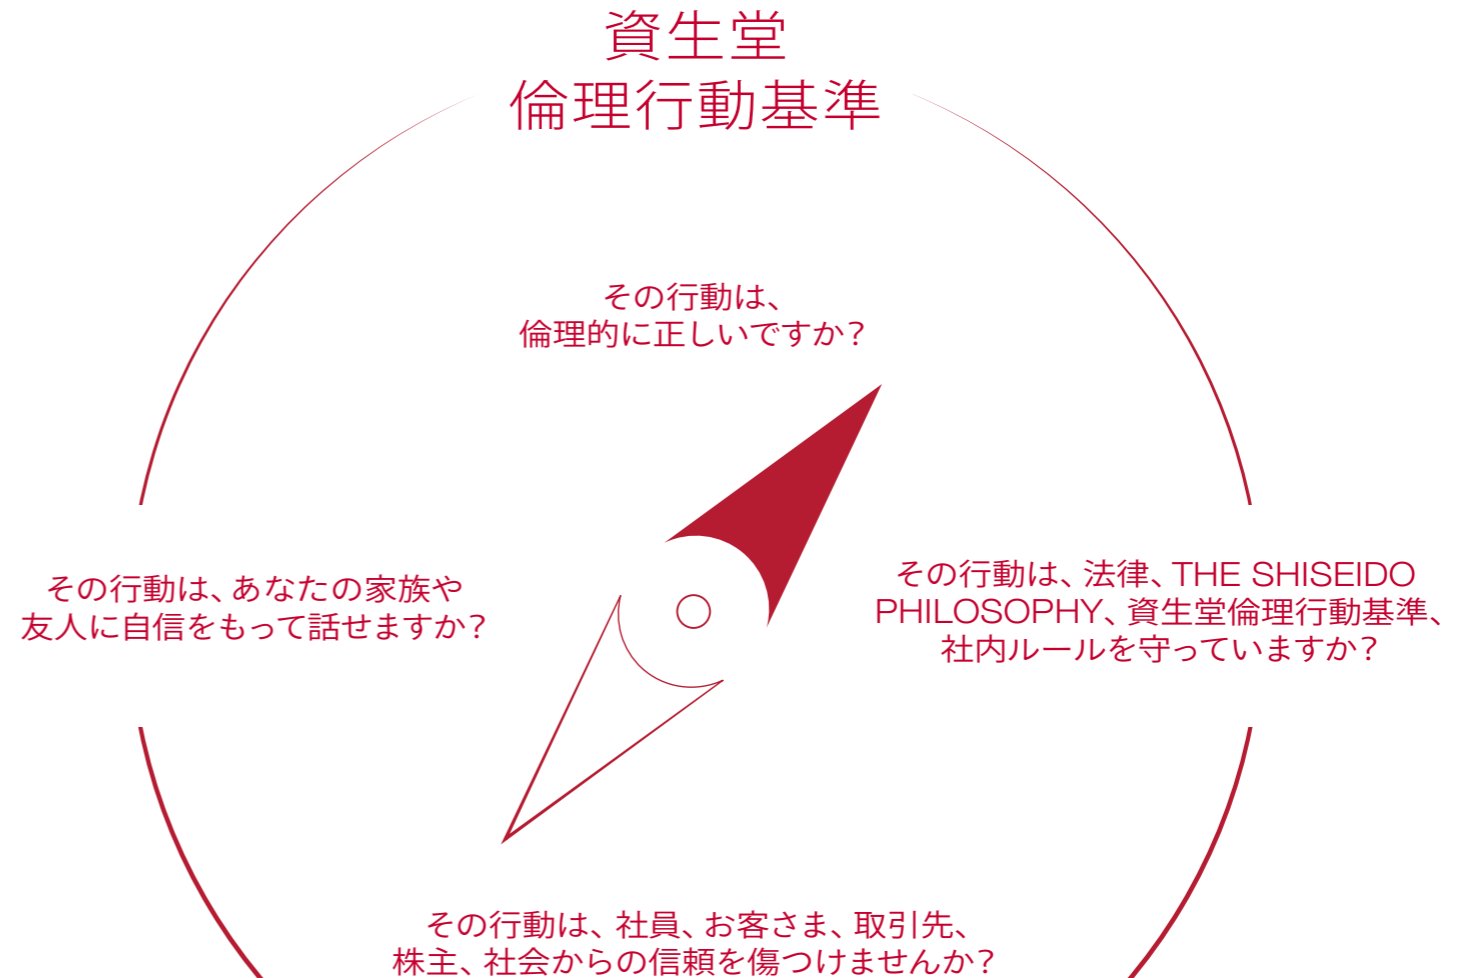 資生堂
倫理行動基準
その行動は、
倫理的に正しいですか？
その行動は、あなたの家族や
友人に自信をもって話せますか？
その行動は、法律、THE SHISEIDO
PHILOSOPHY、資生堂倫理行動基準、
社内ルールを守っていますか？
その行動は、社員、お客さま、取引先、
株主、社会からの信頼を傷つけませんか？